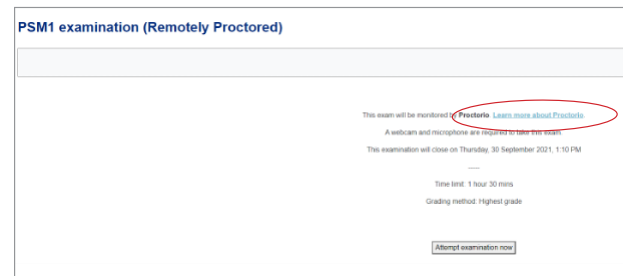 PSM1 examination (Remotely Proctored)
This exam will be monitored by Proctorio. Learn more about Proctorio.
A webcam and microphone are required to take this exam.
This examination will close on Thursday, 30 September 2021, 1:10 PM
Time limit: 1 hour 30 mins
Grading method: Highest grade
Attempt examination now